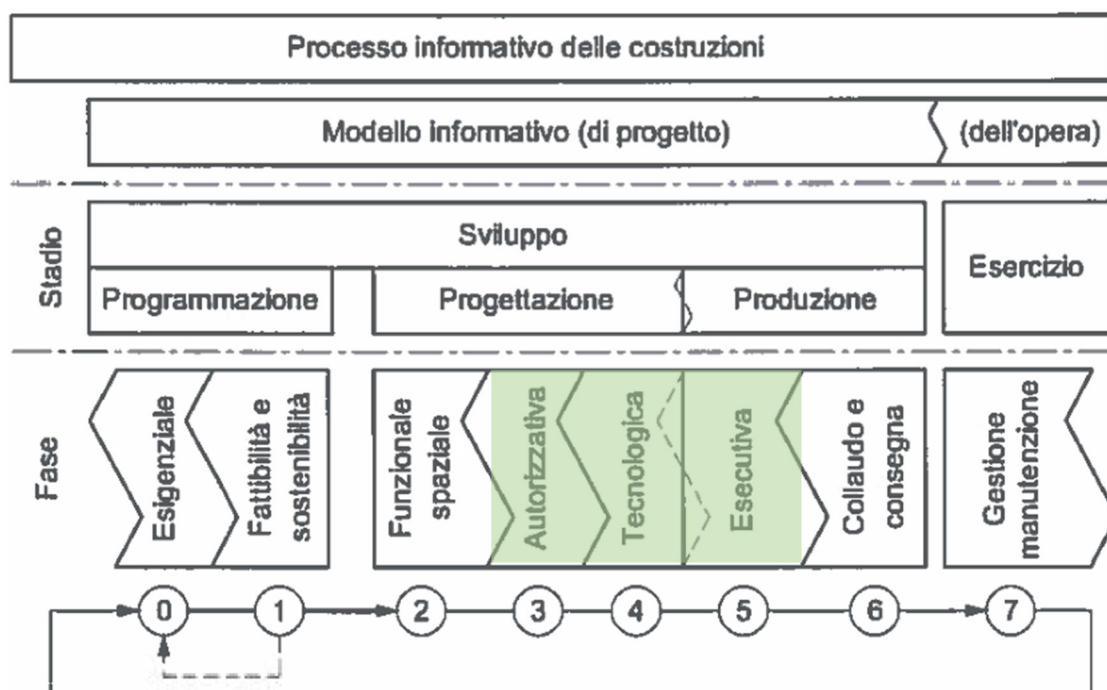 Processo informativo delle costruzioni
Modello informativo (di progetto)
(dell'opera)
Stadio
Sviluppo
Programmazione
Progettazione
Produzione
Esercizio
Fase
Esigenziale
Fattibilità e
sostenibilità
Funzionale
spaziale
Autorizzativa
Tecnologica
Esecutiva
Collaudo e
consegna
Gestione
manutenzione
0
1
2
3
4
5
6
7